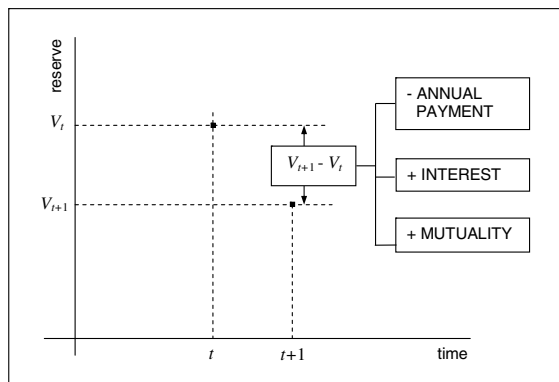 reserve
V_t
V_{t+1}
V_{t+1} - V_t
- ANNUAL
PAYMENT
+ INTEREST
+ MUTUALITY
t
t+1
time